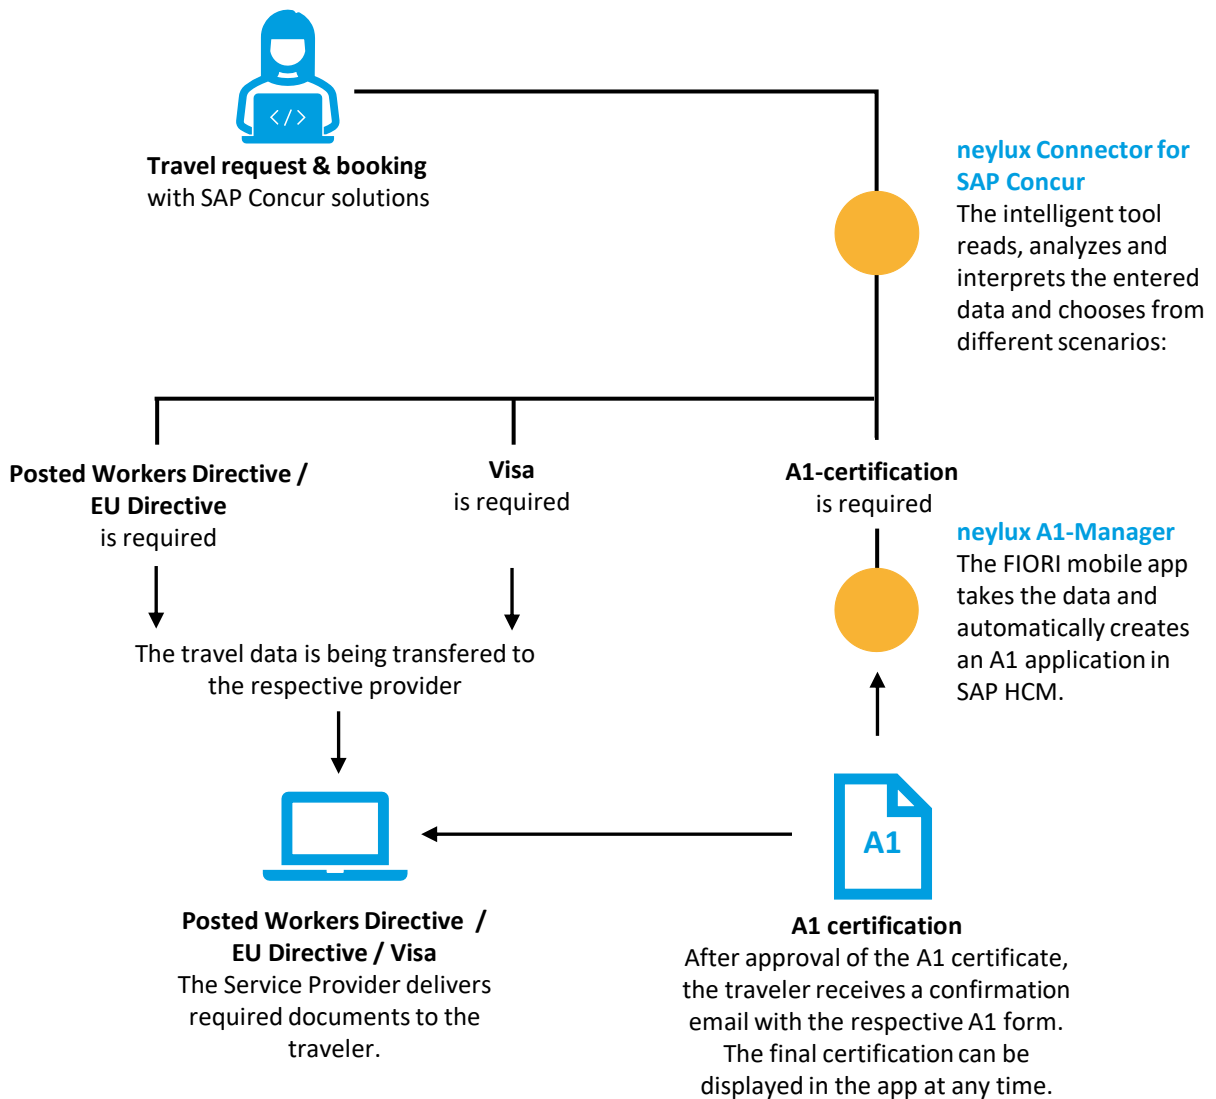 </>
Travel request & booking
with SAP Concur solutions
neylux Connector for
SAP Concur
The intelligent tool
reads, analyzes and
interprets the entered
data and chooses from
different scenarios:
Posted Workers Directive /
EU Directive
is required
Visa
is required
A1-certification
is required
neylux A1-Manager
The FIORI mobile app
takes the data and
automatically creates
an A1 application in
SAP HCM.
The travel data is being transfered to
the respective provider
A1
Posted Workers Directive /
EU Directive / Visa
The Service Provider delivers
required documents to the
traveler.
A1 certification
After approval of the A1 certificate,
the traveler receives a confirmation
email with the respective A1 form.
The final certification can be
displayed in the app at any time.